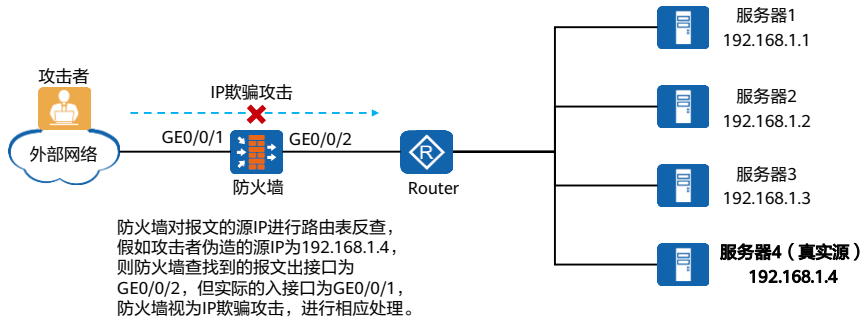 服务器1
192.168.1.1
攻击者
IP欺骗攻击
服务器2
192.168.1.2
外部网络
GE0/0/1
GE0/0/2
R
防火墙
Router
服务器3
192.168.1.3
防火墙对报文的源IP进行路由表反查，
假如攻击者伪造的源IP为192.168.1.4，
则防火墙查找到的报文出接口为
GE0/0/2，但实际的入接口为GE0/0/1，
防火墙视为IP欺骗攻击，进行相应处理。
服务器4（真实源）
192.168.1.4